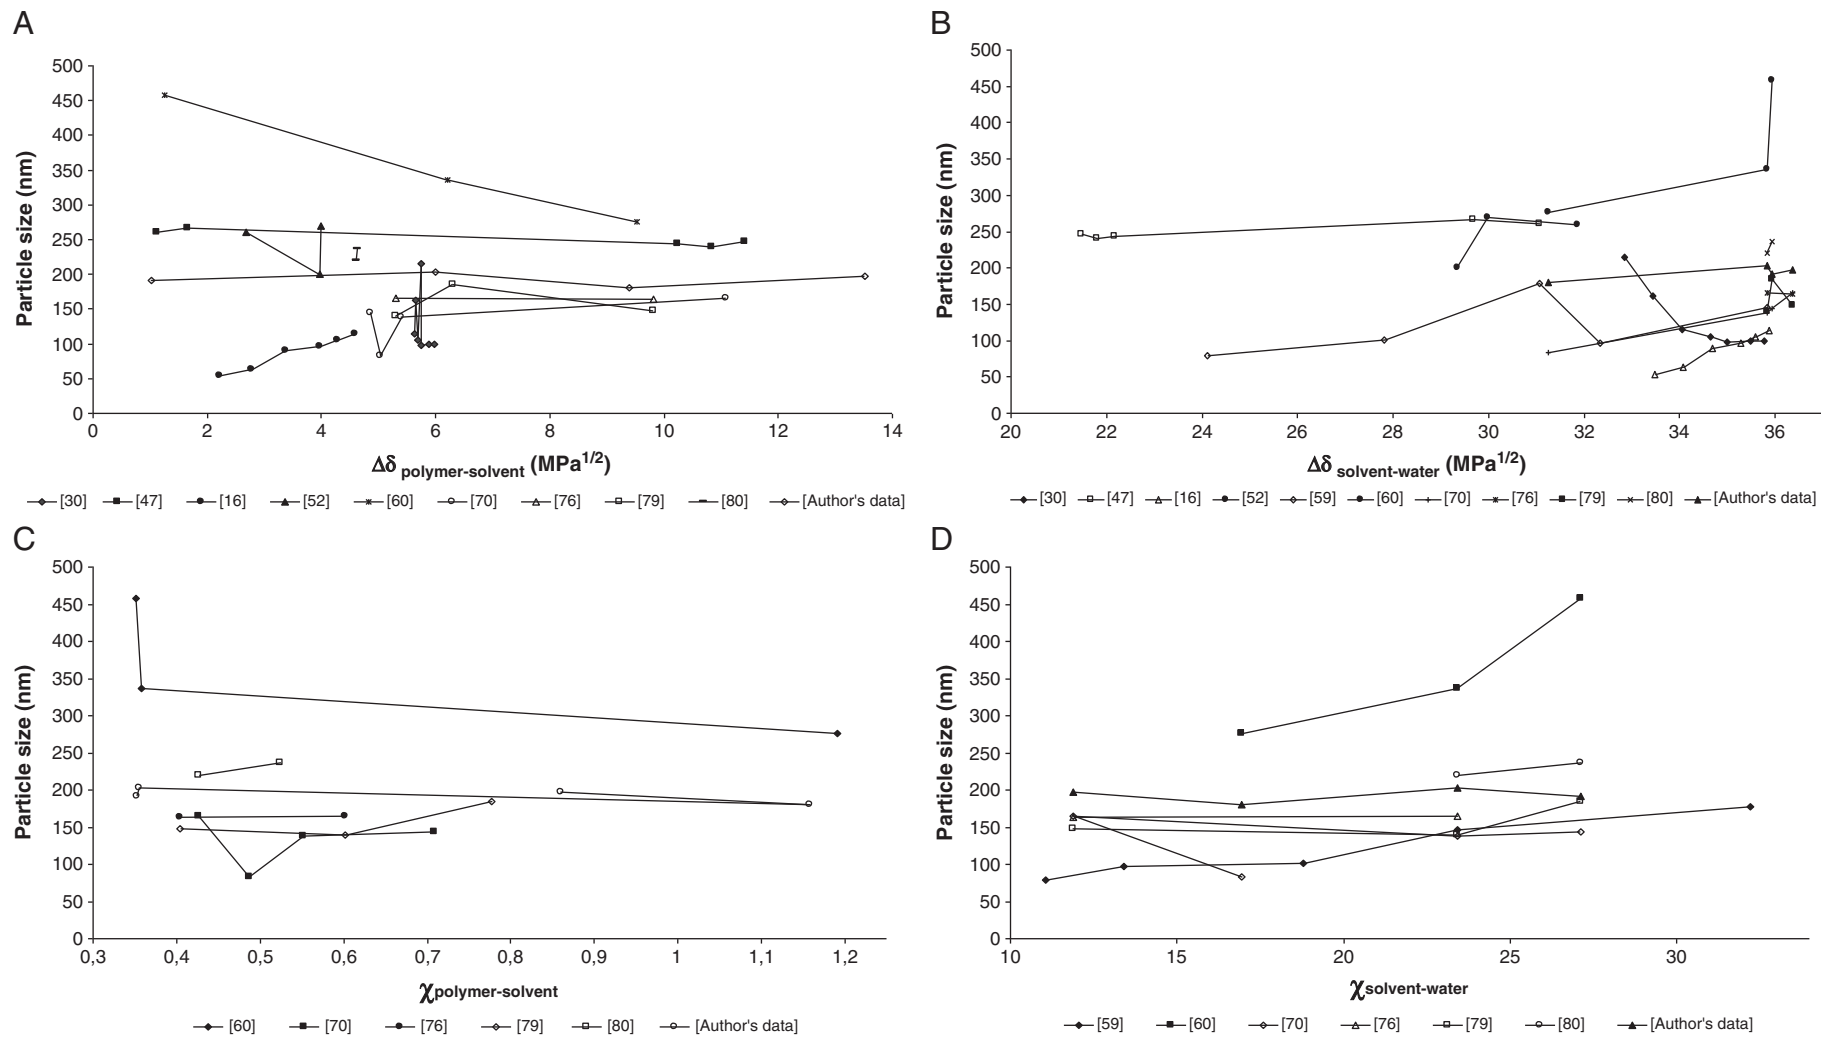 A
500
450
400
350
300
250
200
150
100
50
0
Particle size (nm)
0 2 4 6 8 10 12 14
Δδ polymer-solvent (MPa1/2)
[30] [47] [16] [52] [60] [70] [76] [79] [80] [Author's data]
B
500
450
400
350
300
250
200
150
100
50
0
Particle size (nm)
20 22 24 26 28 30 32 34 36
Δδ solvent-water (MPa1/2)
[30] [47] [16] [52] [59] [60] [70] [76] [79] [80] [Author's data]
C
500
450
400
350
300
250
200
150
100
50
0
Particle size (nm)
0,3 0,4 0,5 0,6 0,7 0,8 0,9 1 1,1 1,2
χpolymer-solvent
[60] [70] [76] [79] [80] [Author's data]
D
500
450
400
350
300
250
200
150
100
50
0
Particle size (nm)
10 15 20 25 30
χsolvent-water
[59] [60] [70] [76] [79] [80] [Author's data]